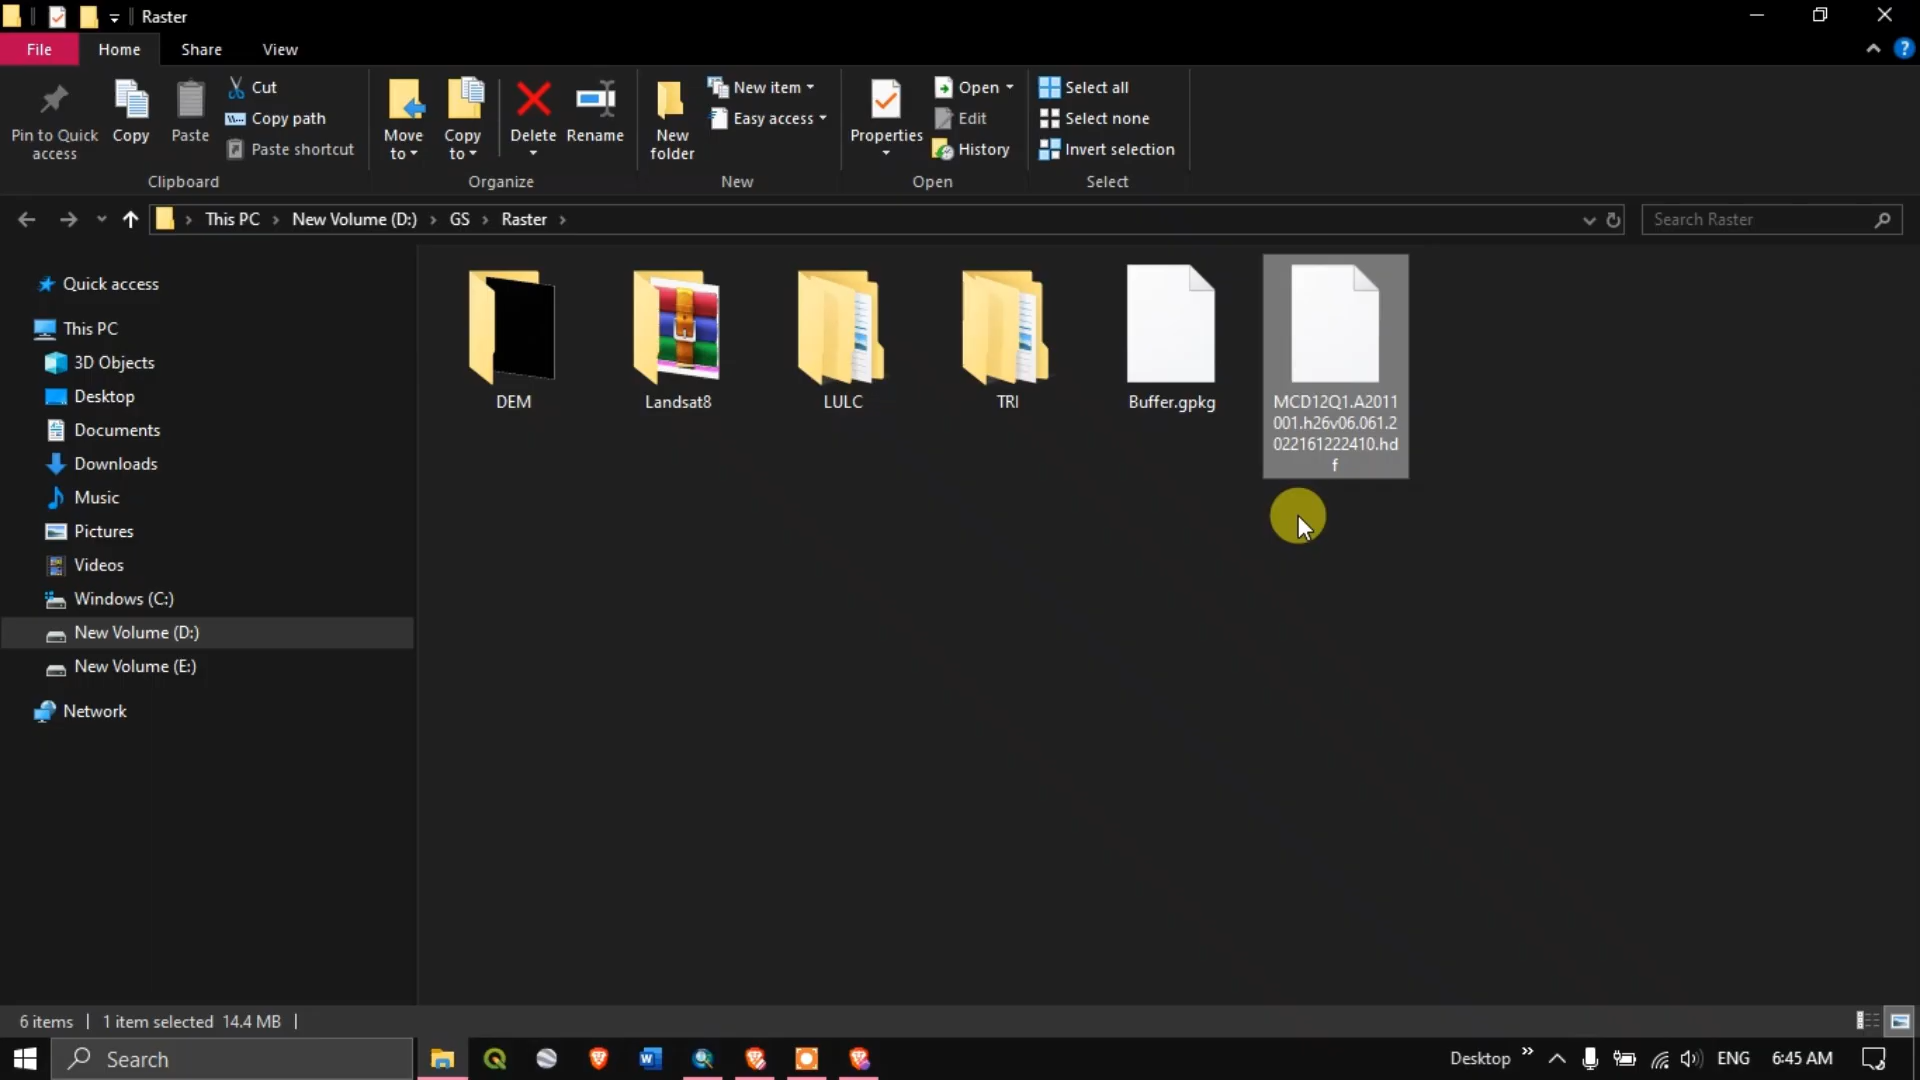 Raster
File
Home
Share
View
Pin to Quick
access
Copy
Paste
Cut
Copy path
Paste shortcut
Clipboard
Move
to
Copy
to
Delete
Rename
Organize
New
folder
New item
Easy access
New
Properties
Open
Edit
History
Open
Select all
Select none
Invert selection
Select
This PC
New Volume (D:)
GS
Raster
Search Raster
Quick access
This PC
3D Objects
Desktop
Documents
Downloads
Music
Pictures
Videos
Windows (C:)
New Volume (D:)
New Volume (E:)
Network
DEM
Landsat8
LULC
TRI
Buffer.gpkg
MCD12Q1.A2011
001.h26v06.061.2
022161222410.hd
f
6 items
1 item selected 14.4 MB
Search
Desktop
ENG
6:45 AM